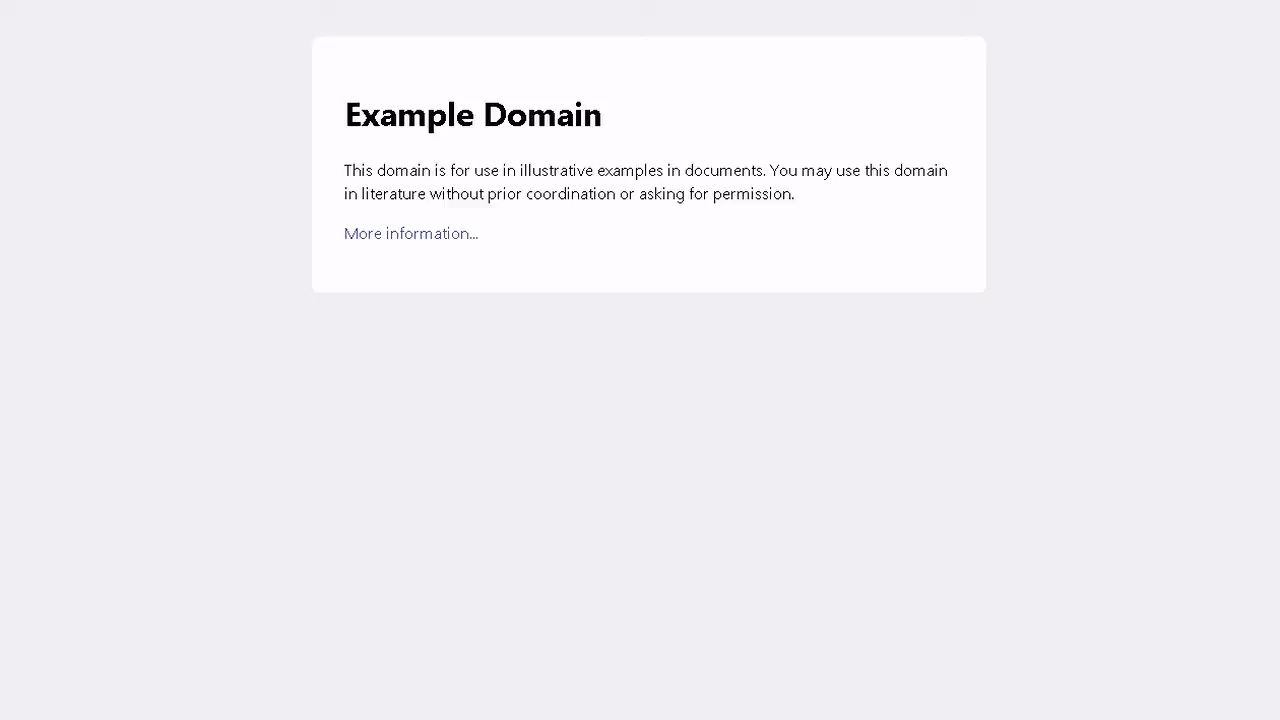 Example Domain
This domain is for use in illustrative examples in documents. You may use this domain
in literature without prior coordination or asking for permission.
More information...